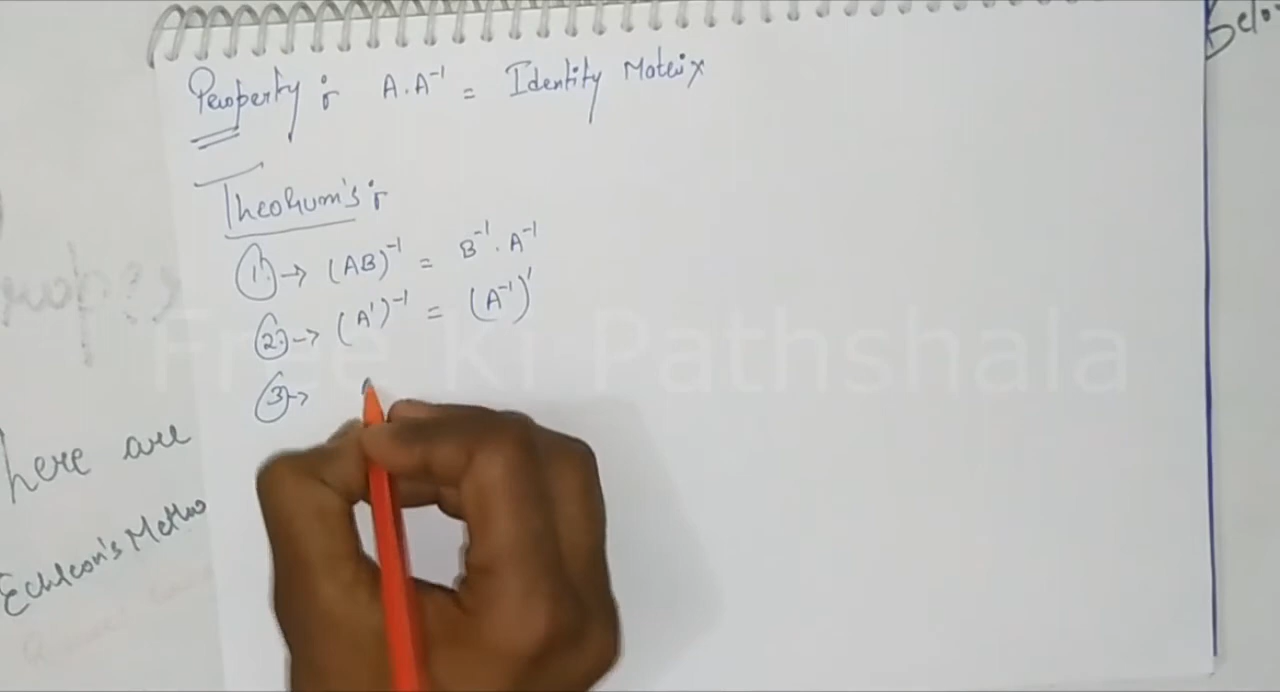 Property :- A.A⁻¹ = Identity Matrix
Theorum's :-
1. → (AB)⁻¹ = B⁻¹ . A⁻¹
2. → (A')⁻¹ = (A⁻¹)'
3 →
Free Ki Pathshala
here are
Echleon's Metho
Belo